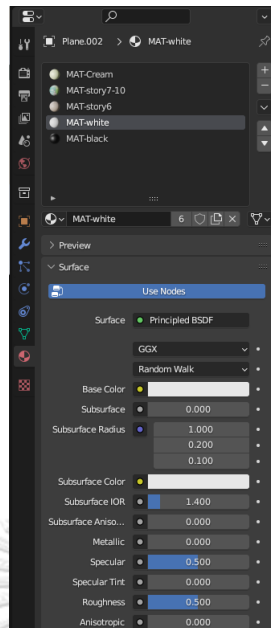 Plane.002 > MAT-white
MAT-Cream
MAT-story7-10
MAT-story6
MAT-white
MAT-black
MAT-white 6
Preview
Surface
Use Nodes
Surface Principled BSDF
GGX
Random Walk
Base Color
Subsurface 0.000
Subsurface Radius 1.000
0.200
0.100
Subsurface Color
Subsurface IOR 1.400
Subsurface Aniso... 0.000
Metallic 0.000
Specular 0.500
Specular Tint 0.000
Roughness 0.500
Anisotropic 0.000